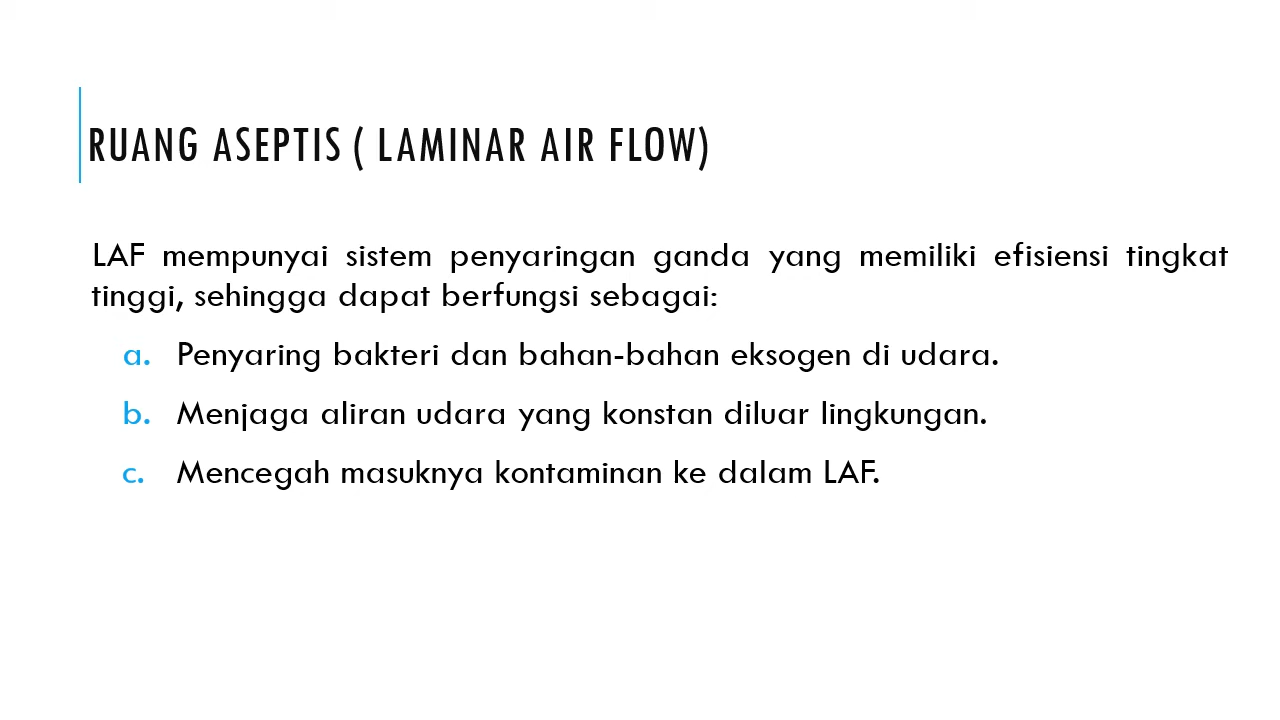 RUANG ASEPTIS ( LAMINAR AIR FLOW)
LAF mempunyai sistem penyaringan ganda yang memiliki efisiensi tingkat
tinggi, sehingga dapat berfungsi sebagai:
a. Penyaring bakteri dan bahan-bahan eksogen di udara.
b. Menjaga aliran udara yang konstan diluar lingkungan.
c. Mencegah masuknya kontaminan ke dalam LAF.